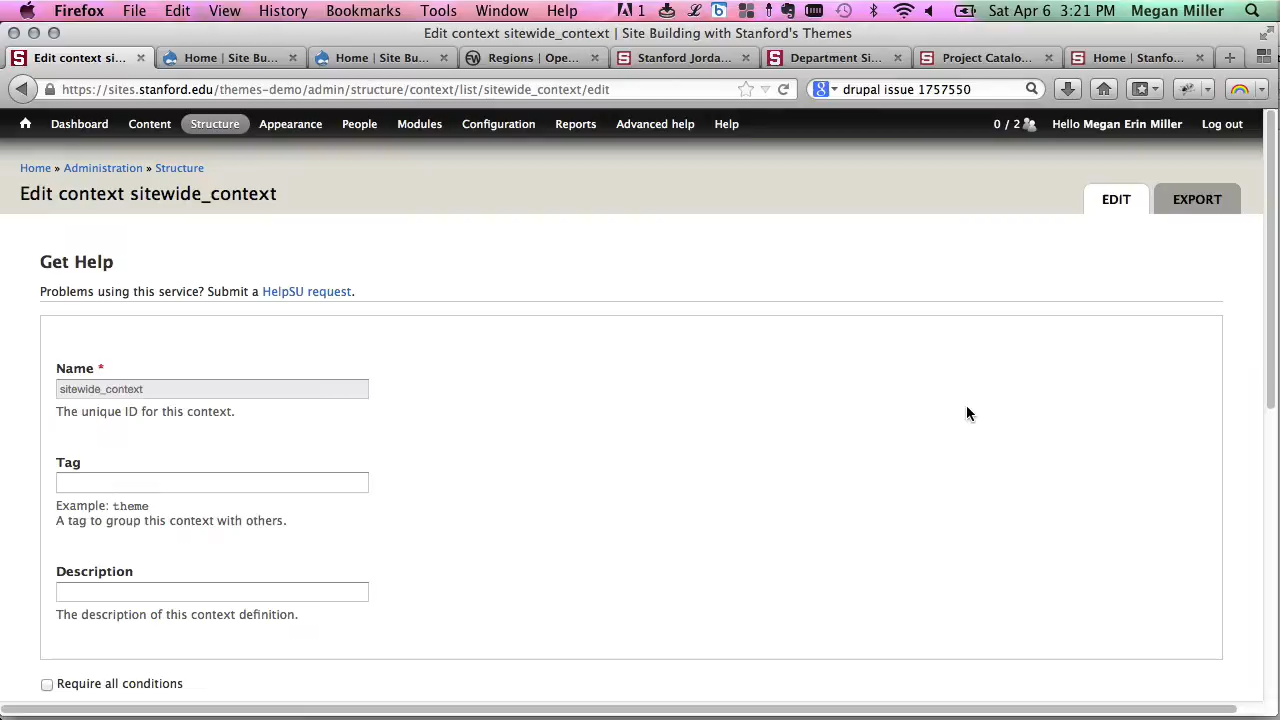 Firefox File Edit View History Bookmarks Tools Window Help 1 Sat Apr 6 3:21 PM Megan Miller
Edit context sitewide_context | Site Building with Stanford's Themes
Edit context si... Home | Site Bu... Home | Site Bu... Regions | Ope... Stanford Jorda... Department Si... Project Catalo... Home | Stanfo...
https://sites.stanford.edu/themes-demo/admin/structure/context/list/sitewide_context/edit drupal issue 1757550
Dashboard Content Structure Appearance People Modules Configuration Reports Advanced help Help 0 / 2 Hello Megan Erin Miller Log out
Home » Administration » Structure
Edit context sitewide_context
EDIT EXPORT
Get Help
Problems using this service? Submit a HelpSU request.
Name *
sitewide_context
The unique ID for this context.
Tag
Example: theme
A tag to group this context with others.
Description
The description of this context definition.
Require all conditions